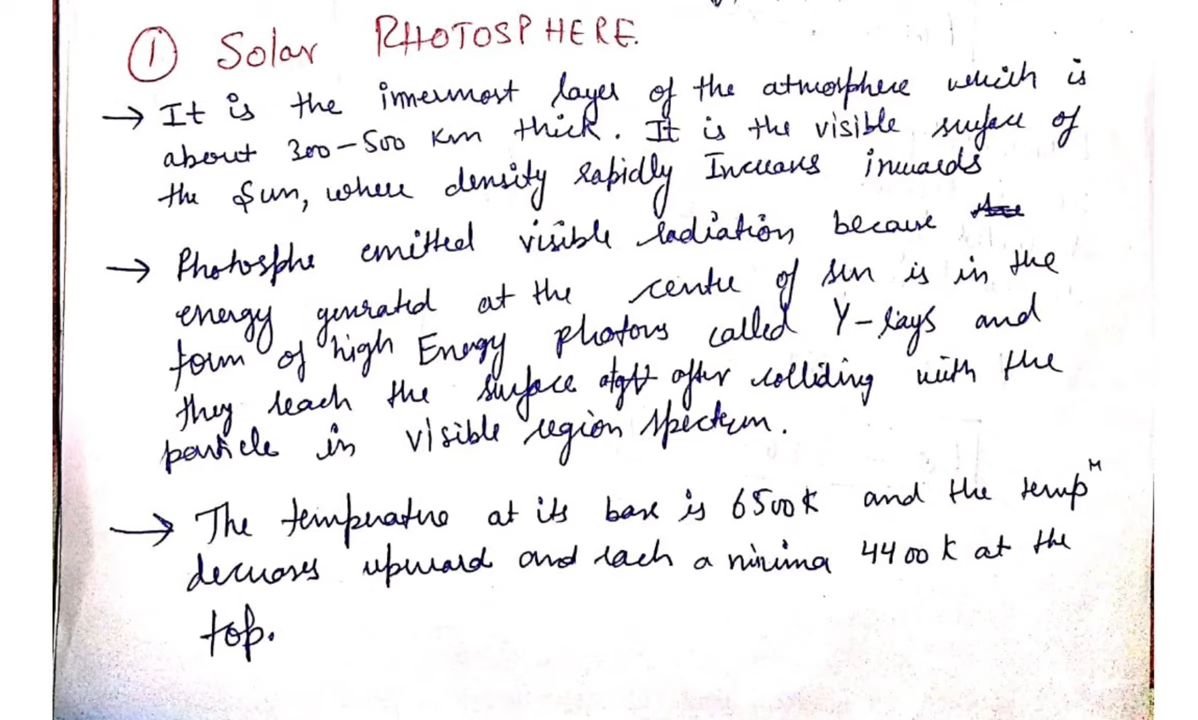 ① Solar PHOTOSPHERE.
→ It is the innermost layer of the atmosphere which is
about 300-500 Km thick. It is the visible surface of
the Sun, where density rapidly Increases inwards
→ Photosphe emitted visible radiation because
energy genrated at the centre of sun is in the
form of high Energy photons called γ-rays and
they reach the surface after colliding with the
particle in visible region spectrum.
→ The temperature at its base is 6500K and the tempᴹ
decreases upward and reach a minima 4400 K at the
top.